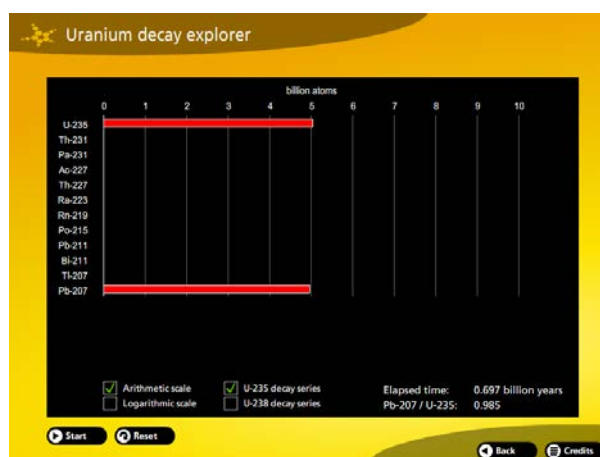 Uranium decay explorer
billion atoms
0 1 2 3 4 5 6 7 8 9 10
U-235
Th-231
Pa-231
Ac-227
Th-227
Ra-223
Rn-219
Po-215
Pb-211
Bi-211
Tl-207
Pb-207
Arithmetic scale U-235 decay series Elapsed time: 0.697 billion years
Logarithmic scale U-238 decay series Pb-207 / U-235: 0.985
Start Reset
Back Credits